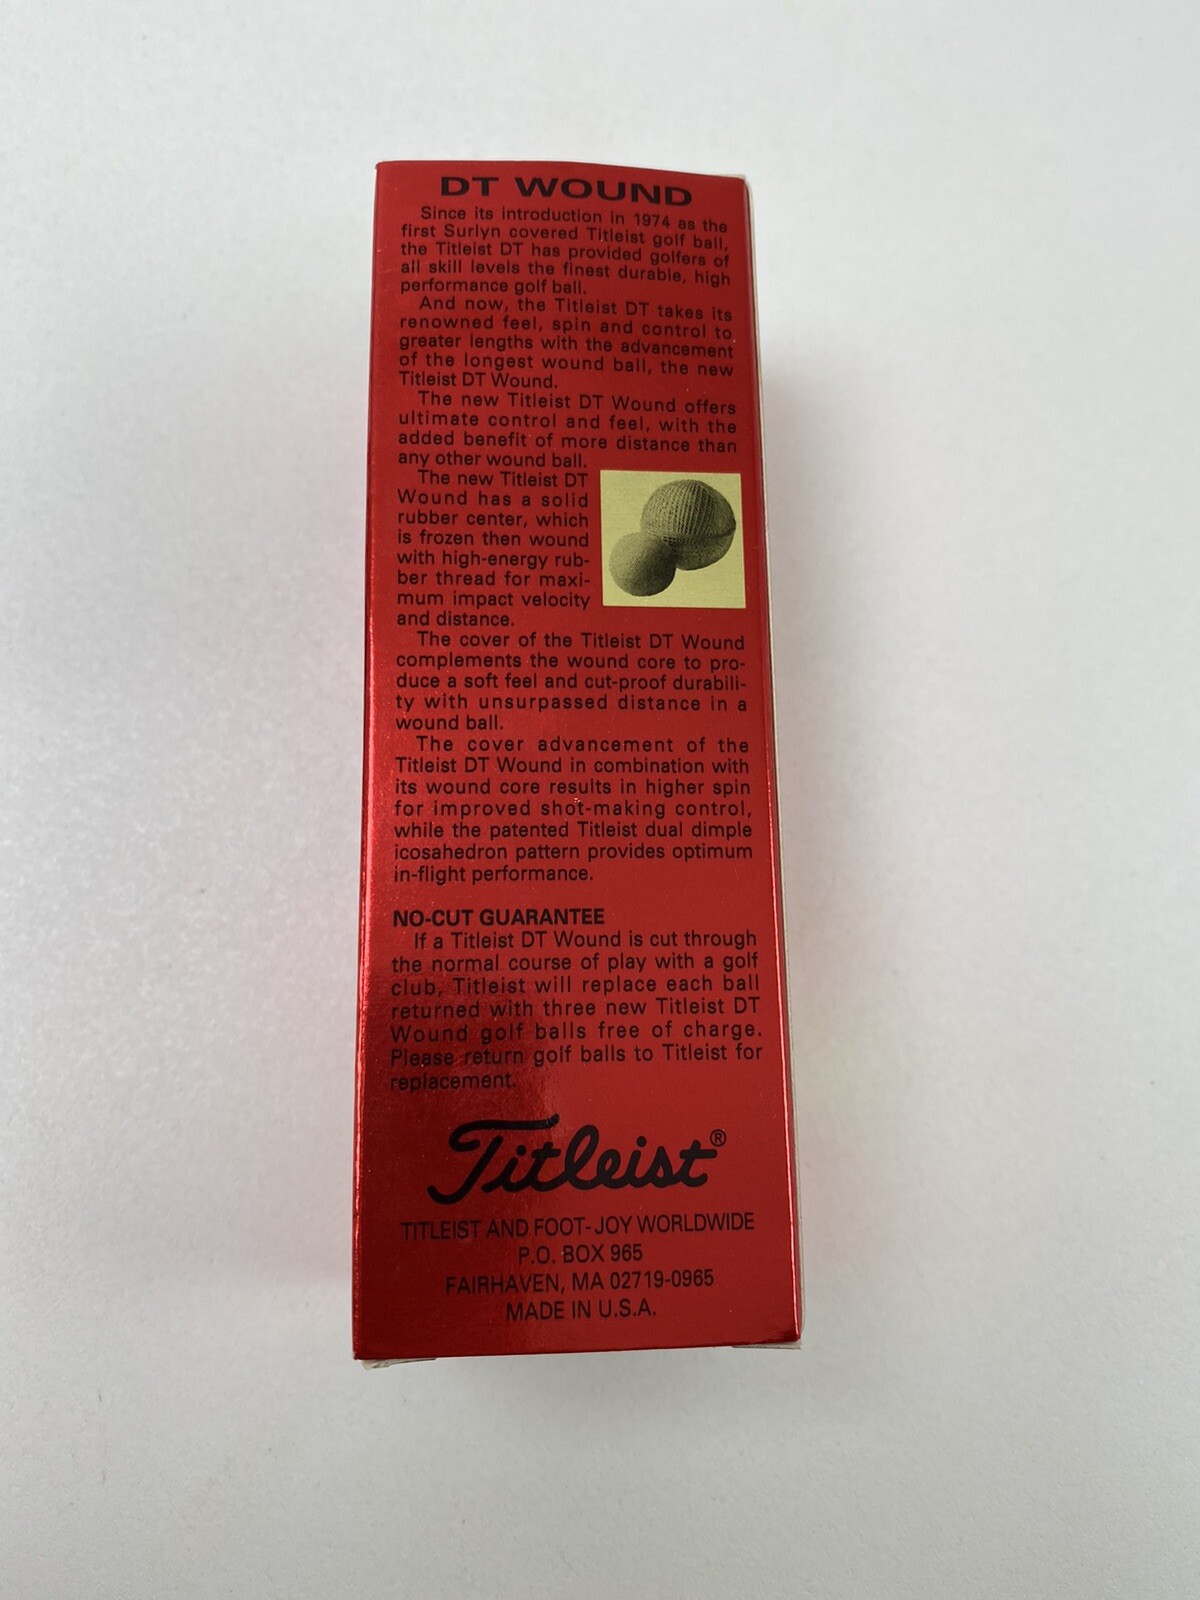 DT WOUND
Since its introduction in 1974 as the
first Surlyn covered Titleist golf ball,
the Titleist DT has provided golfers of
all skill levels the finest durable, high
performance golf ball.
And now, the Titleist DT takes its
renowned feel, spin and control to
greater lengths with the advancement
of the longest wound ball, the new
Titleist DT Wound.
The new Titleist DT Wound offers
ultimate control and feel, with the
added benefit of more distance than
any other wound ball.
The new Titleist DT
Wound has a solid
rubber center, which
is frozen then wound
with high-energy rub-
ber thread for maxi-
mum impact velocity
and distance.
The cover of the Titleist DT Wound
complements the wound core to pro-
duce a soft feel and cut-proof durabili-
ty with unsurpassed distance in a
wound ball.
The cover advancement of the
Titleist DT Wound in combination with
its wound core results in higher spin
for improved shot-making control,
while the patented Titleist dual dimple
icosahedron pattern provides optimum
in-flight performance.
NO-CUT GUARANTEE
If a Titleist DT Wound is cut through
the normal course of play with a golf
club, Titleist will replace each ball
returned with three new Titleist DT
Wound golf balls free of charge.
Please return golf balls to Titleist for
replacement.
Titleist®
TITLEIST AND FOOT-JOY WORLDWIDE
P.O. BOX 965
FAIRHAVEN, MA 02719-0965
MADE IN U.S.A.